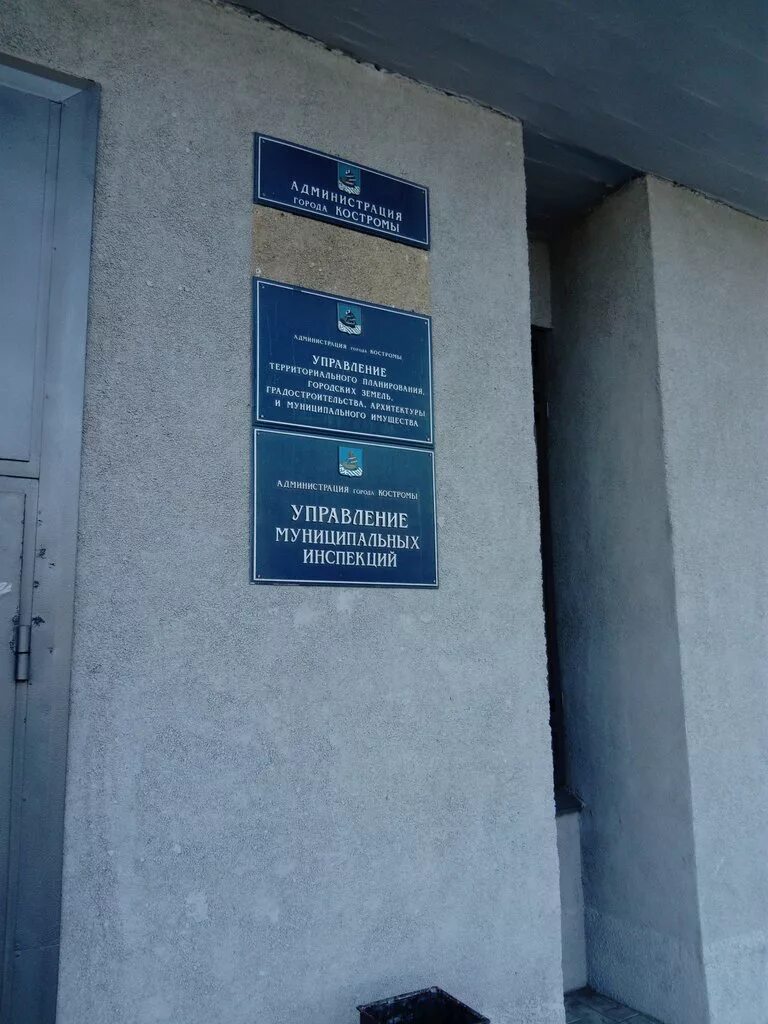 АДМИНИСТРАЦИЯ
ГОРОДА КОСТРОМЫ
АДМИНИСТРАЦИЯ ГОРОДА КОСТРОМЫ
УПРАВЛЕНИЕ
ТЕРРИТОРИАЛЬНОГО ПЛАНИРОВАНИЯ,
ГОРОДСКИХ ЗЕМЕЛЬ,
ГРАДОСТРОИТЕЛЬСТВА, АРХИТЕКТУРЫ
И МУНИЦИПАЛЬНОГО ИМУЩЕСТВА
АДМИНИСТРАЦИЯ ГОРОДА КОСТРОМЫ
УПРАВЛЕНИЕ
МУНИЦИПАЛЬНЫХ
ИНСПЕКЦИЙ